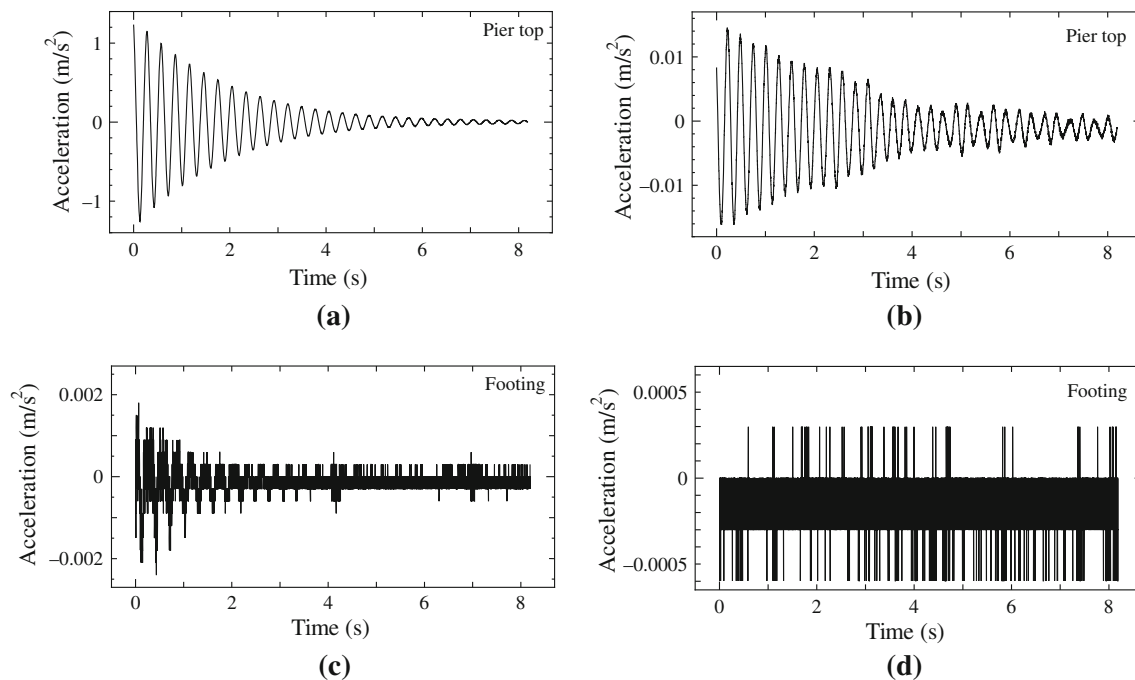 Acceleration (m/s²)
1
0
−1
Pier top
0 2 4 6 8
Time (s)
(a)
Acceleration (m/s²)
0.01
0
−0.01
Pier top
0 2 4 6 8
Time (s)
(b)
Acceleration (m/s²)
0.002
0
−0.002
Footing
0 2 4 6 8
Time (s)
(c)
Acceleration (m/s²)
0.0005
0
−0.0005
Footing
0 2 4 6 8
Time (s)
(d)